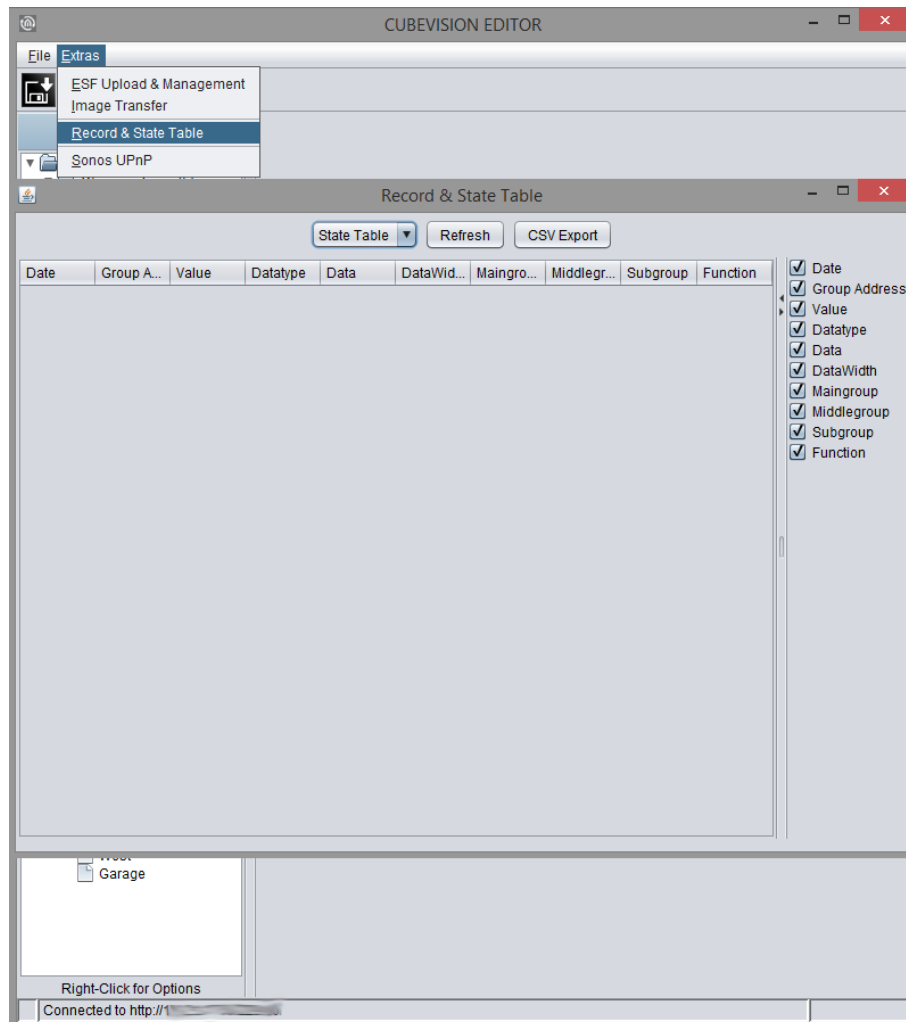 CUBEVISION EDITOR
File Extras
ESF Upload & Management
Image Transfer
Record & State Table
Sonos UPnP
Record & State Table
State Table Refresh CSV Export
Date Group A... Value Datatype Data DataWid... Maingro... Middlegr... Subgroup Function
Date
Group Address
Value
Datatype
Data
DataWidth
Maingroup
Middlegroup
Subgroup
Function
Garage
Right-Click for Options
Connected to http://1